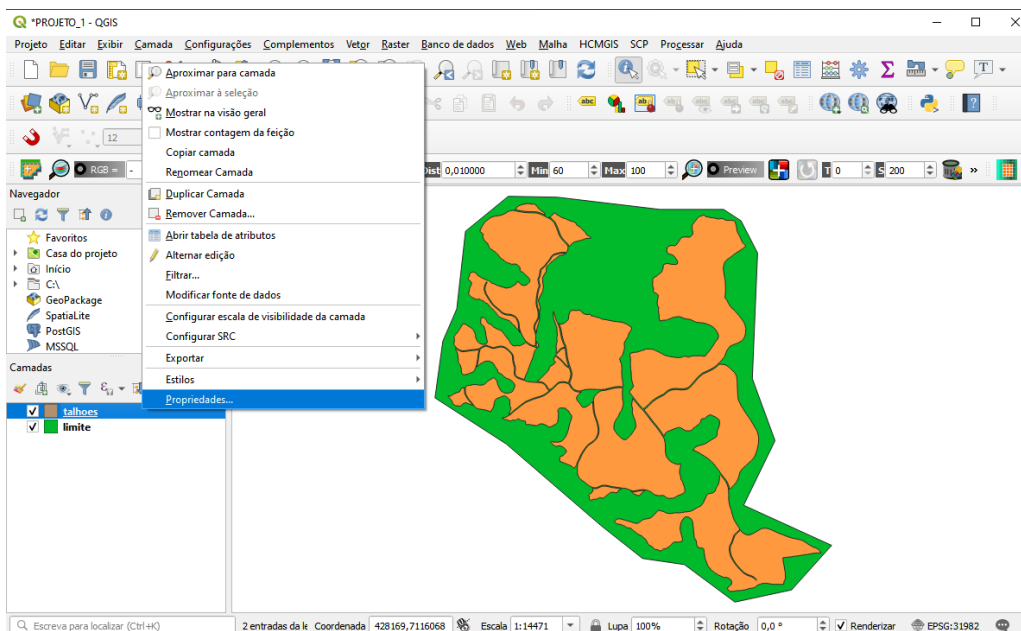 *PROJETO_1 - QGIS
Projeto Editar Exibir Camada Configurações Complementos Vetor Raster Banco de dados Web Malha HCMGIS SCP Processar Ajuda
Aproximar para camada
Aproximar à seleção
Mostrar na visão geral
Mostrar contagem da feição
Copiar camada
Renomear Camada
Duplicar Camada
Remover Camada...
Abrir tabela de atributos
Alternar edição
Filtrar...
Modificar fonte de dados
Configurar escala de visibilidade da camada
Configurar SRC
Exportar
Estilos
Propriedades...
abc
ab
12
RGB = -
Dist 0,010000 Min 60 Max 100 Preview T 0 S 200 »
Navegador
Favoritos
Casa do projeto
Início
C:\
GeoPackage
SpatiaLite
PostGIS
MSSQL
Camadas
talhoes
limite
Escreva para localizar (Ctrl+K) 2 entradas da le Coordenada 428169,7116068 Escala 1:14471 Lupa 100% Rotação 0,0 ° Renderizar EPSG:31982